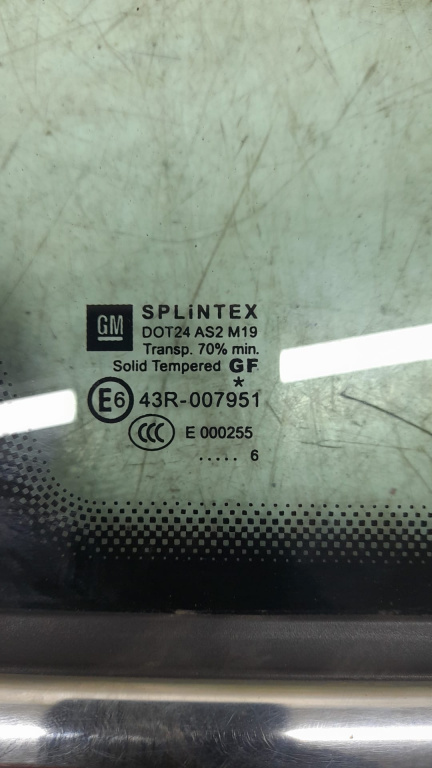 GM
SPLiNTEX
DOT24 AS2 M19
Transp. 70% min.
Solid Tempered GF
*
E6 43R-007951
CCC E 000255
..... 6